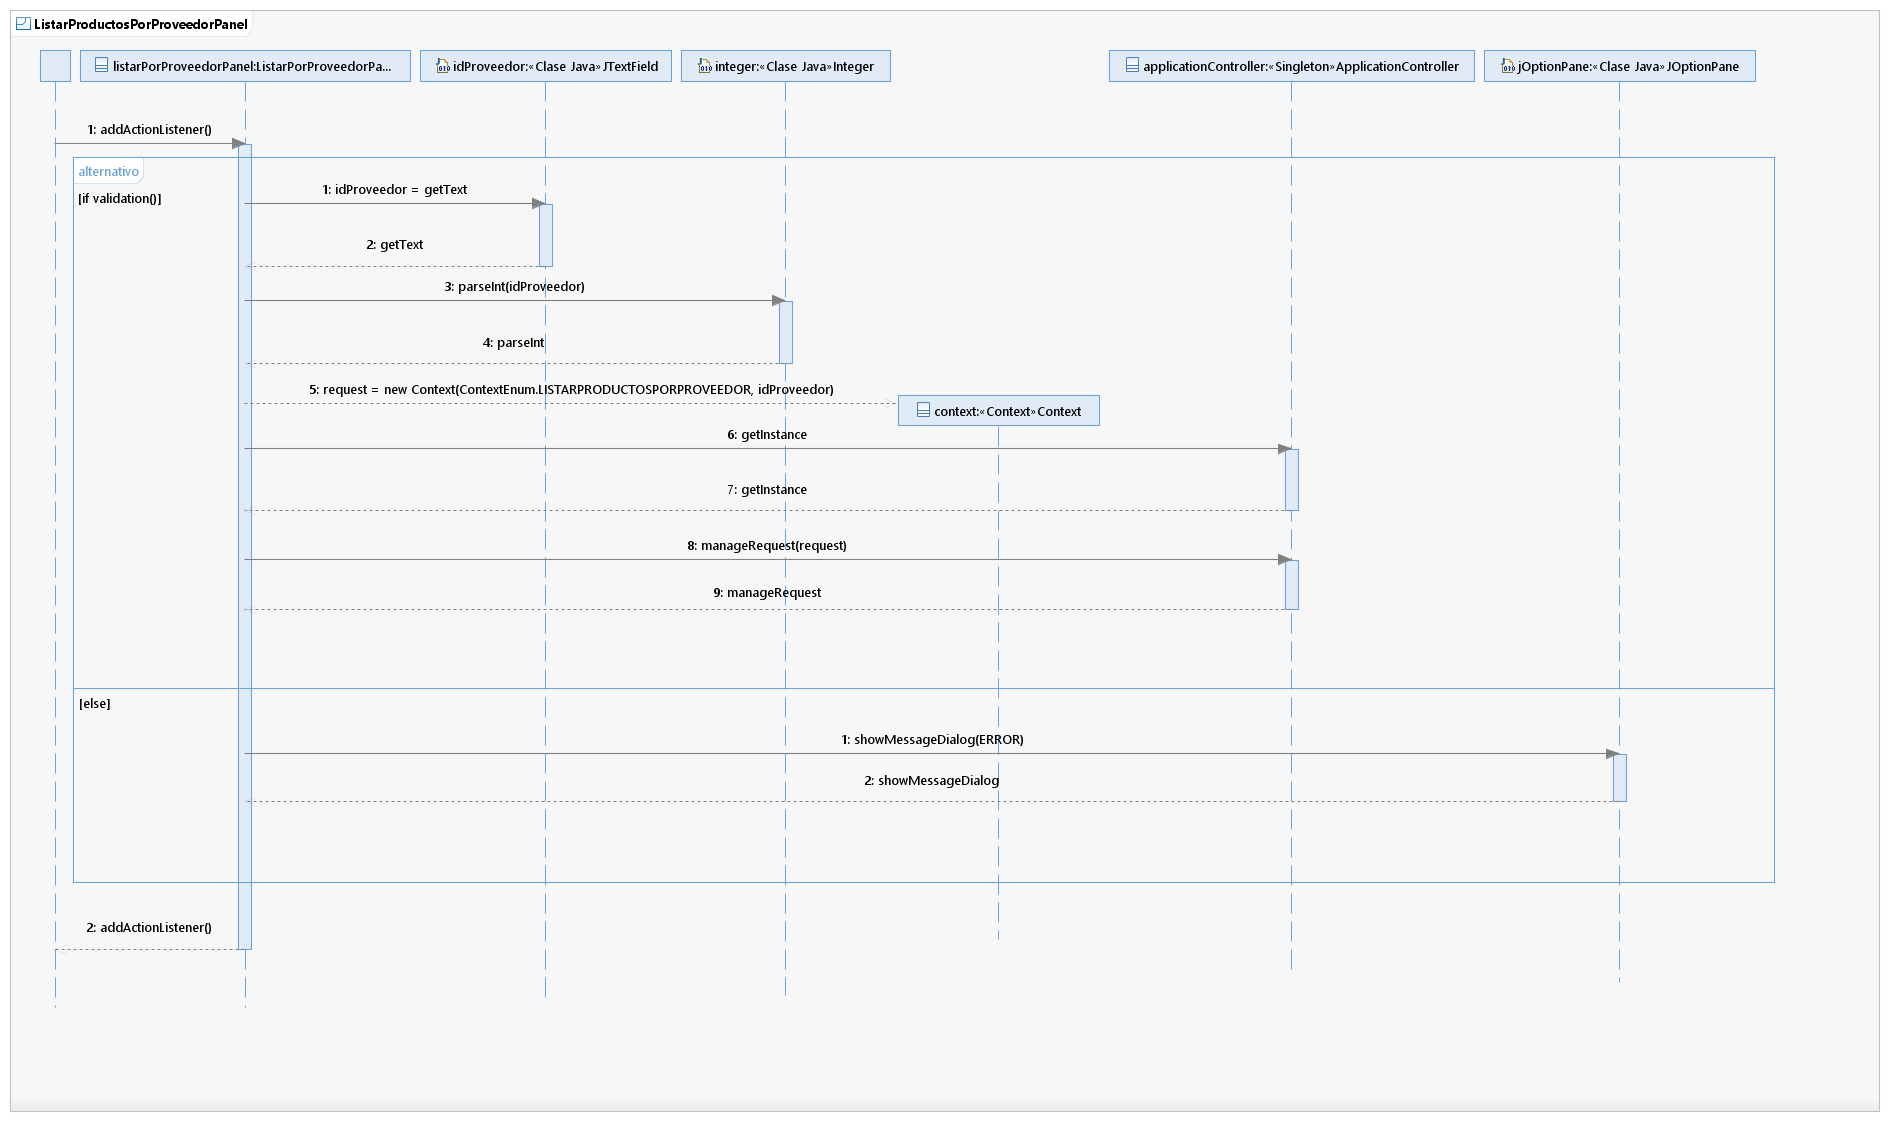 ListarProductosPorProveedorPanel
listarPorProveedorPanel:ListarPorProveedorPa...
idProveedor:«Clase Java»JTextField
integer:«Clase Java»Integer
applicationController:«Singleton»ApplicationController
jOptionPane:«Clase Java»JOptionPane
1: addActionListener()
alternativo
[if validation()]
1: idProveedor = getText
2: getText
3: parseInt(idProveedor)
4: parseInt
5: request = new Context(ContextEnum.LISTARPRODUCTOSPORPROVEEDOR, idProveedor)
context:«Context»Context
6: getInstance
7: getInstance
8: manageRequest(request)
9: manageRequest
[else]
1: showMessageDialog(ERROR)
2: showMessageDialog
2: addActionListener()